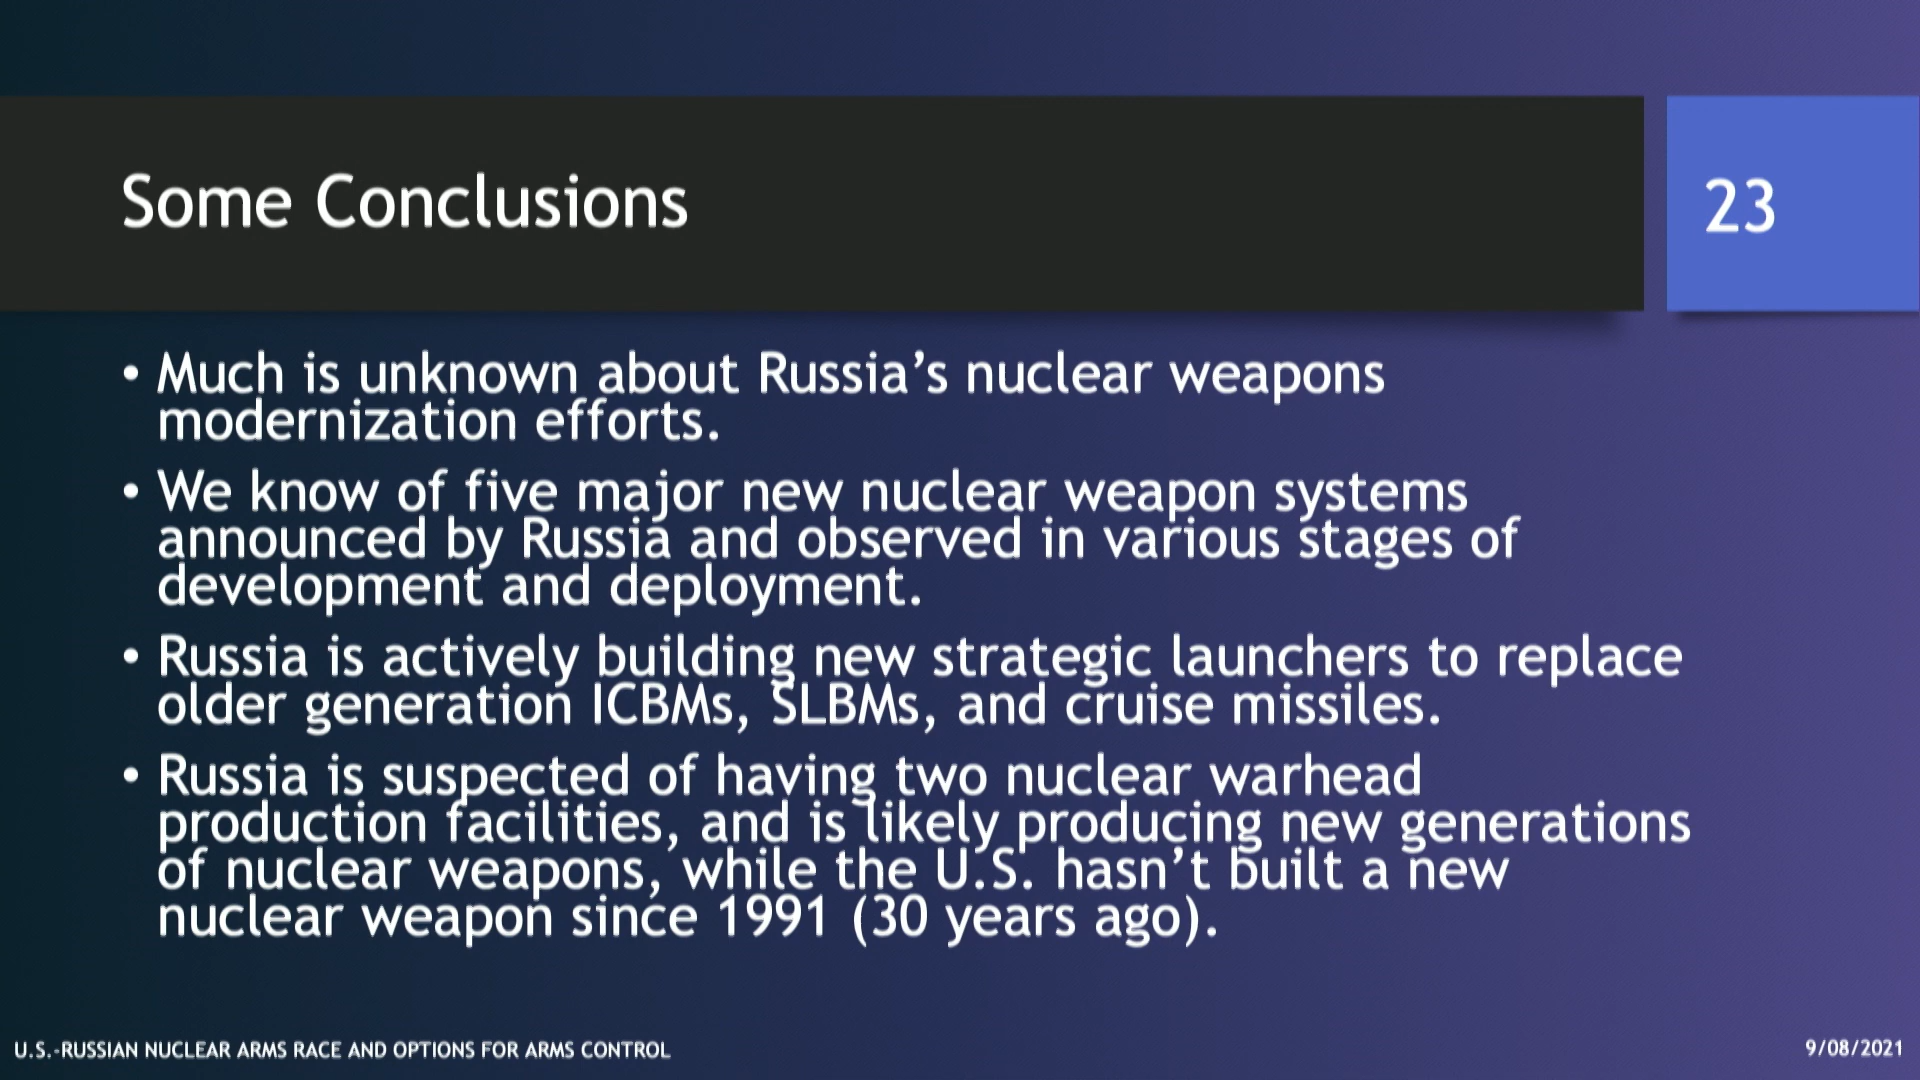 Some Conclusions
23
• Much is unknown about Russia’s nuclear weapons
modernization efforts.
• We know of five major new nuclear weapon systems
announced by Russia and observed in various stages of
development and deployment.
• Russia is actively building new strategic launchers to replace
older generation ICBMs, SLBMs, and cruise missiles.
• Russia is suspected of having two nuclear warhead
production facilities, and is likely producing new generations
of nuclear weapons, while the U.S. hasn’t built a new
nuclear weapon since 1991 (30 years ago).
U.S.-RUSSIAN NUCLEAR ARMS RACE AND OPTIONS FOR ARMS CONTROL
9/08/2021